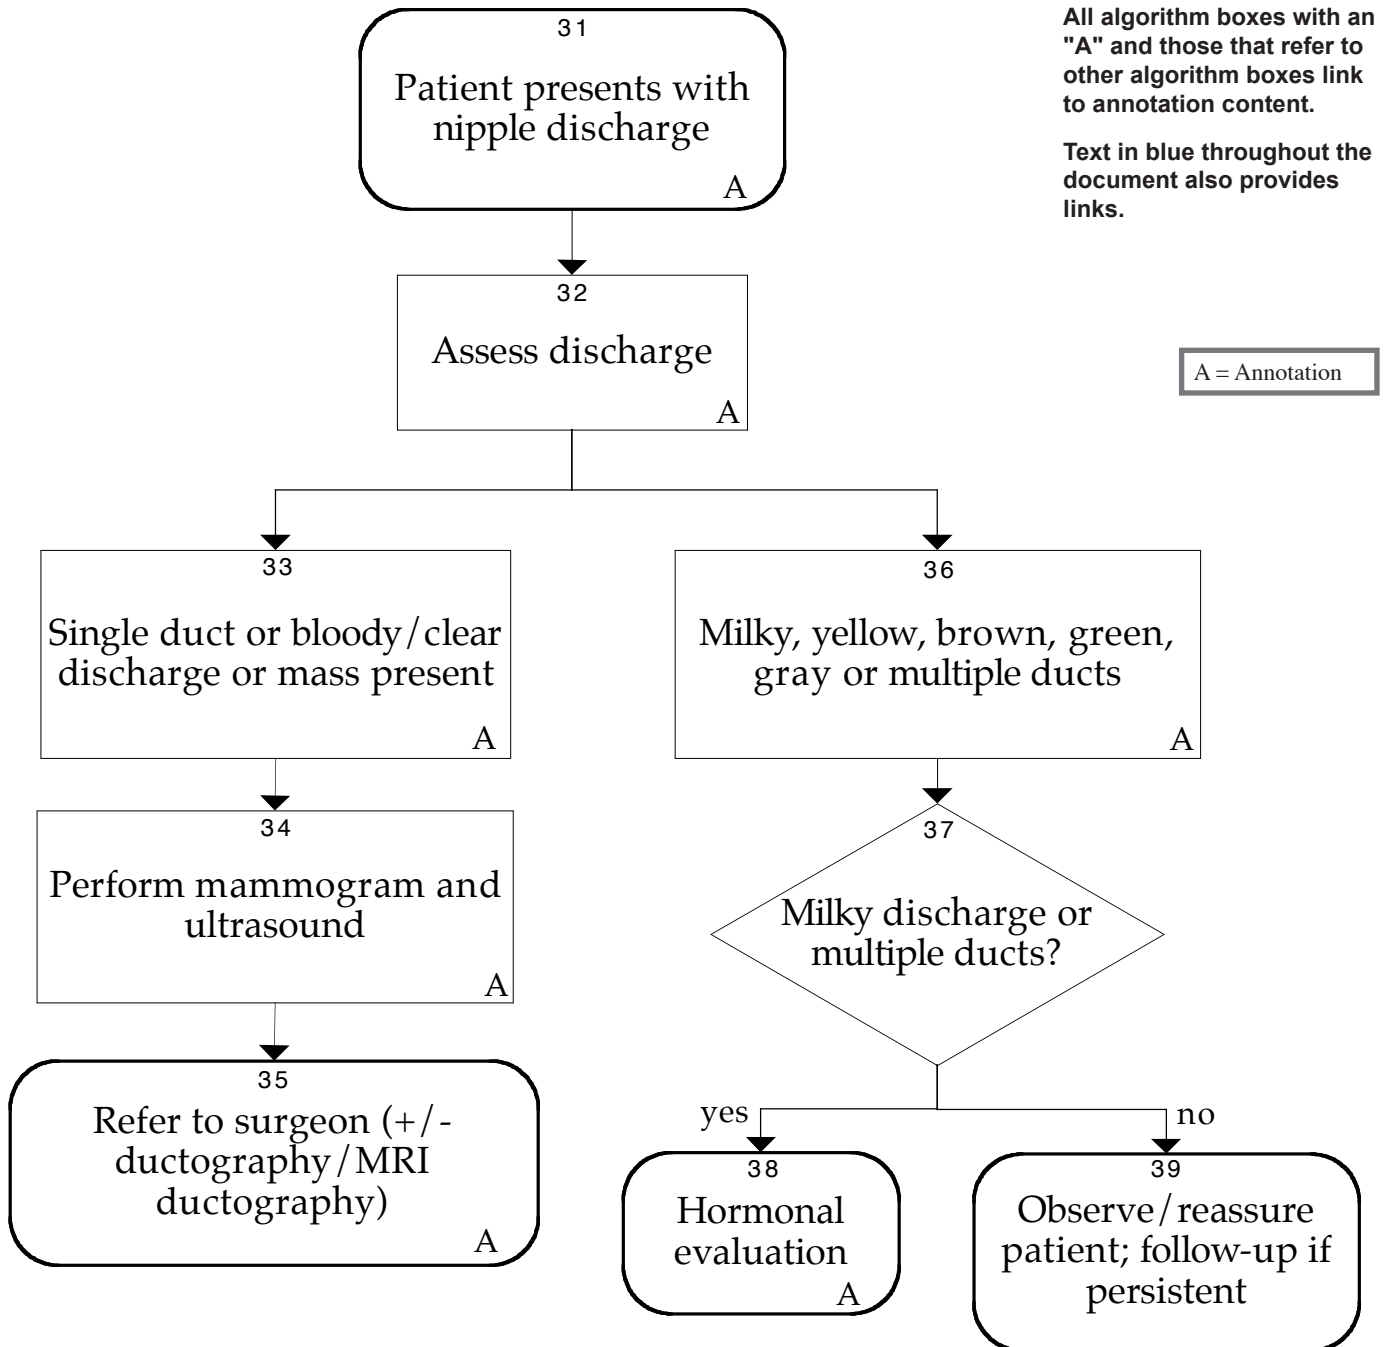 31
Patient presents with
nipple discharge
A
All algorithm boxes with an
"A" and those that refer to
other algorithm boxes link
to annotation content.
Text in blue throughout the
document also provides
links.
32
Assess discharge
A
A = Annotation
33
Single duct or bloody/clear
discharge or mass present
A
34
Perform mammogram and
ultrasound
A
35
Refer to surgeon (+/-
ductography/MRI
ductography)
A
36
Milky, yellow, brown, green,
gray or multiple ducts
A
37
Milky discharge or
multiple ducts?
yes
no
38
Hormonal
evaluation
A
39
Observe/reassure
patient; follow-up if
persistent